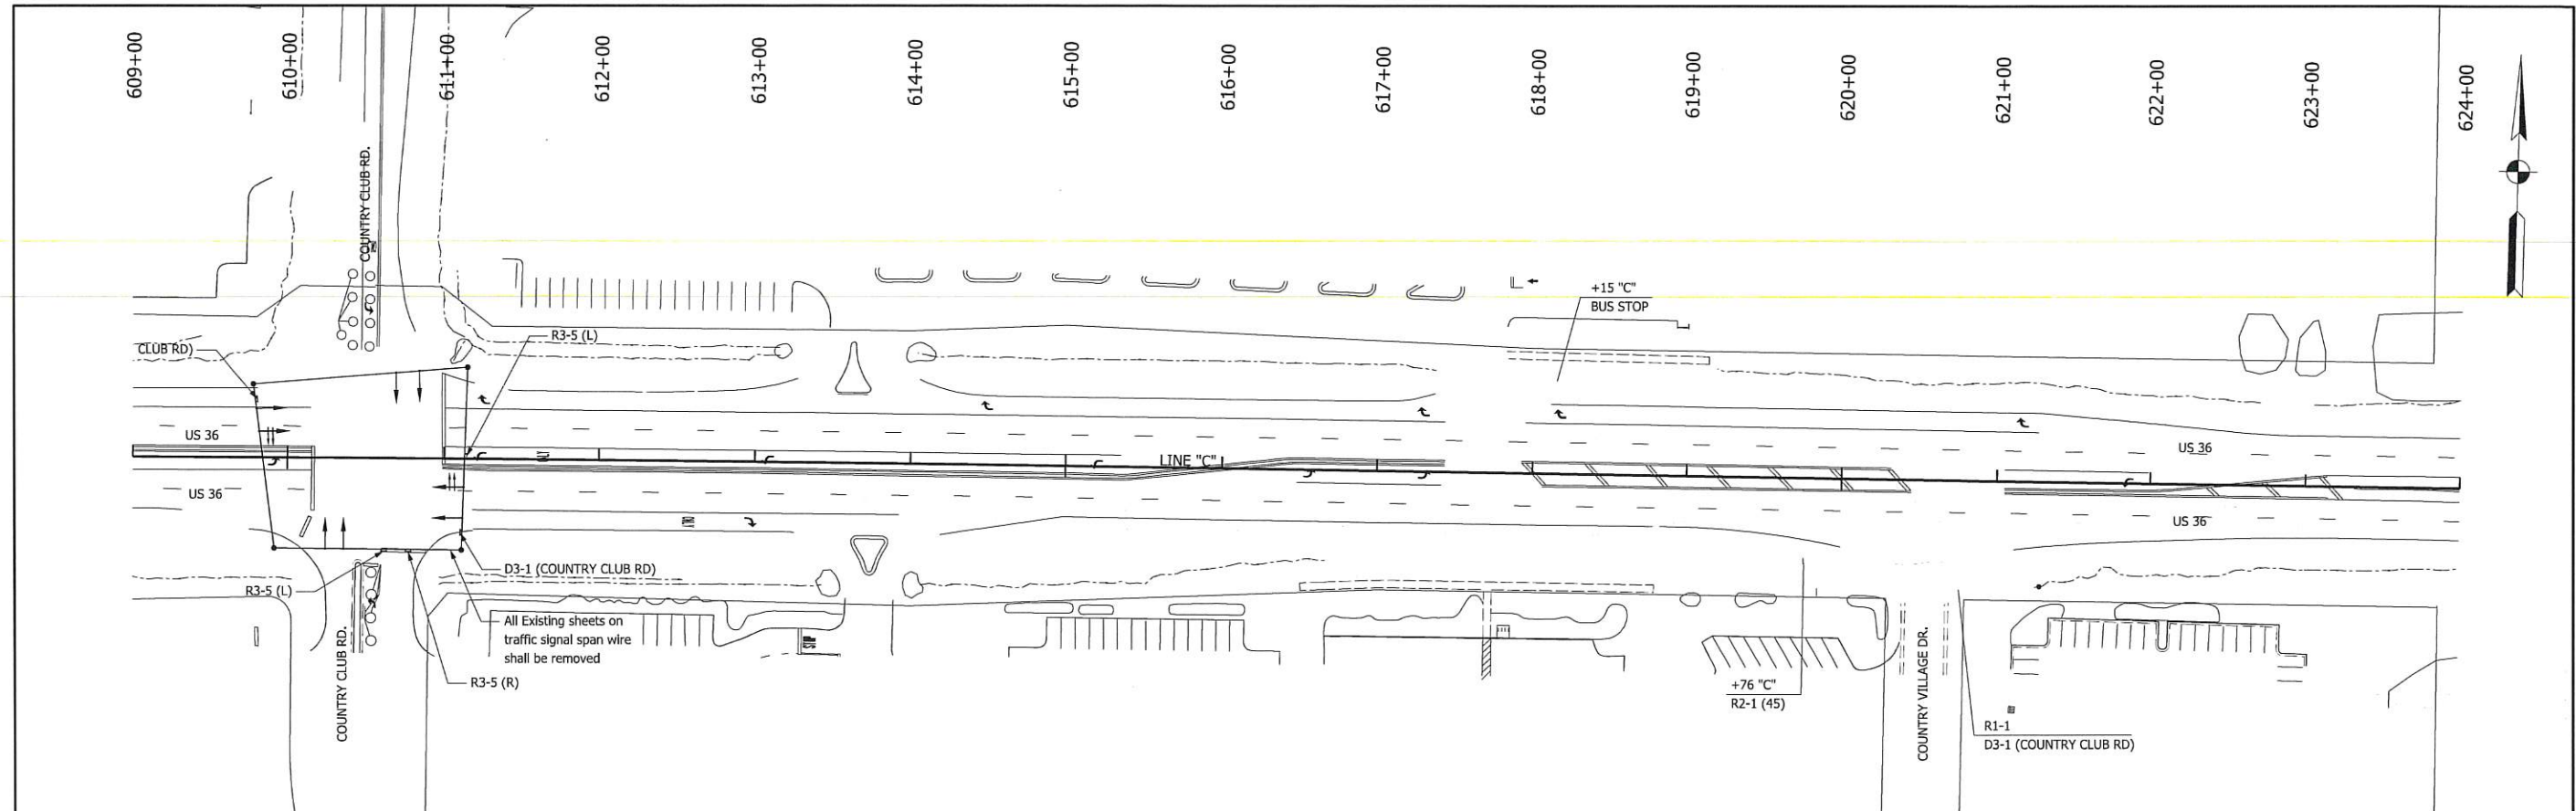 609+00
610+00
611+00
612+00
613+00
614+00
615+00
616+00
617+00
618+00
619+00
620+00
621+00
622+00
623+00
624+00
COUNTRY CLUB RD.
+15 "C"
BUS STOP
CLUB RD)
R3-5 (L)
US 36
LINE "C"
US 36
US 36
US 36
D3-1 (COUNTRY CLUB RD)
R3-5 (L)
All Existing sheets on
traffic signal span wire
shall be removed
R3-5 (R)
COUNTRY CLUB RD.
+76 "C"
R2-1 (45)
COUNTRY VILLAGE DR.
R1-1
D3-1 (COUNTRY CLUB RD)